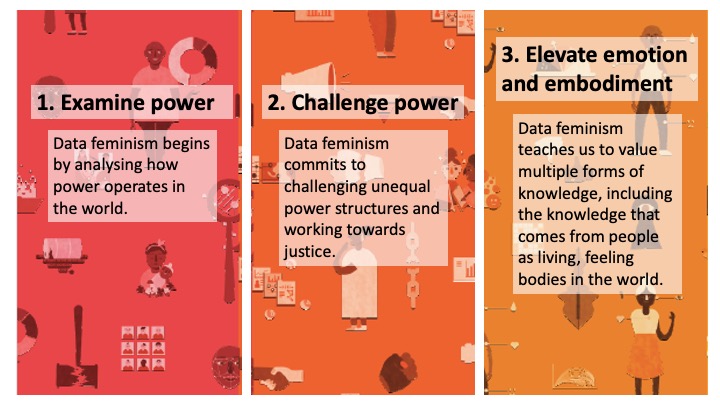 1. Examine power
Data feminism begins
by analysing how
power operates in
the world.
2. Challenge power
Data feminism
commits to
challenging unequal
power structures and
working towards
justice.
3. Elevate emotion
and embodiment
Data feminism
teaches us to value
multiple forms of
knowledge, including
the knowledge that
comes from people
as living, feeling
bodies in the world.